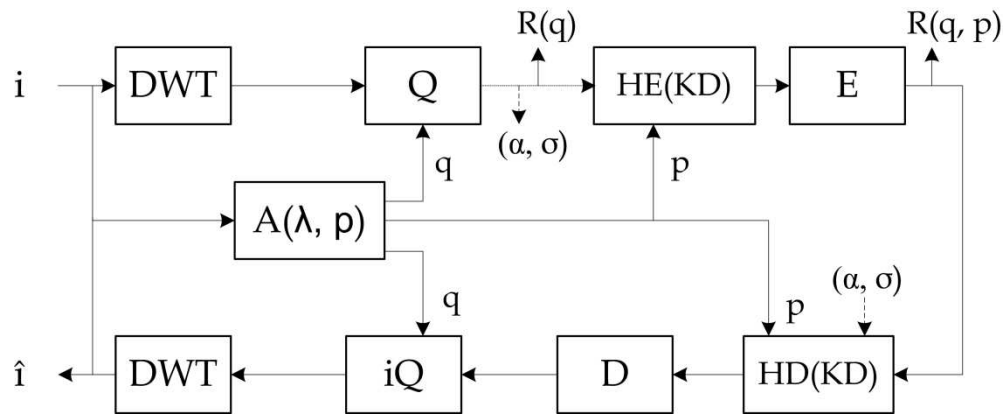 R(q)
R(q, p)
i
DWT
Q
HE(KD)
E
(α, σ)
q
p
A(λ, p)
(α, σ)
q
p
î
DWT
iQ
D
HD(KD)